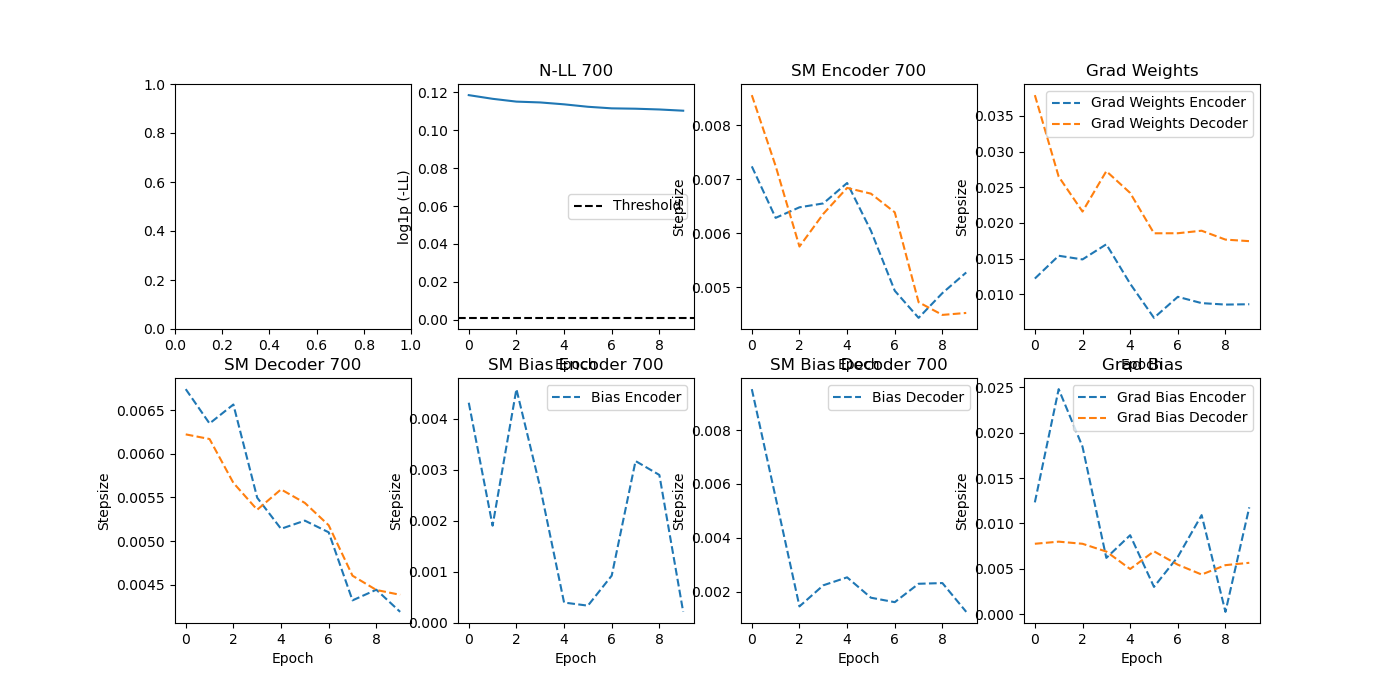 N-LL 700
SM Encoder 700
Grad Weights
1.0
0.8
0.6
0.4
0.2
0.0
0.0 0.2 0.4 0.6 0.8 1.0
log1p (-LL)
0.12
0.10
0.08
0.06
0.04
0.02
0.00
Threshold
0 2 4 6 8
Epoch
Stepsize
0.008
0.007
0.006
0.005
0 2 4 6 8
Epoch
Stepsize
0.035
0.030
0.025
0.020
0.015
0.010
Grad Weights Encoder
Grad Weights Decoder
0 2 4 6 8
Epoch
SM Decoder 700
SM Bias Encoder 700
SM Bias Decoder 700
Grad Bias
Stepsize
0.0065
0.0060
0.0055
0.0050
0.0045
0 2 4 6 8
Epoch
Stepsize
0.004
0.003
0.002
0.001
0.000
Bias Encoder
0 2 4 6 8
Epoch
Stepsize
0.008
0.006
0.004
0.002
Bias Decoder
0 2 4 6 8
Epoch
Stepsize
0.025
0.020
0.015
0.010
0.005
0.000
Grad Bias Encoder
Grad Bias Decoder
0 2 4 6 8
Epoch